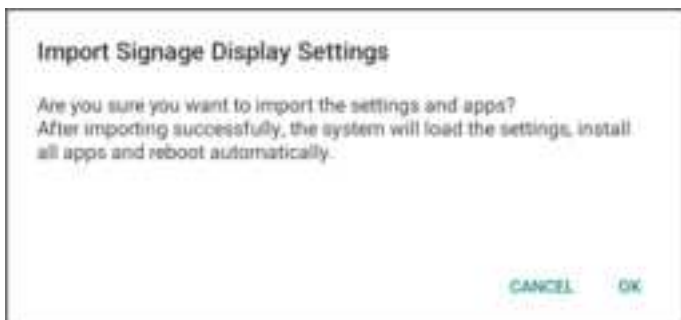 Import Signage Display Settings
Are you sure you want to import the settings and apps?
After importing successfully, the system will load the settings, install
all apps and reboot automatically.
CANCEL OK